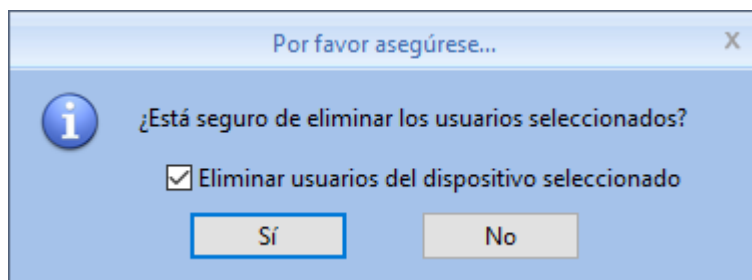 Por favor asegúrese...
X
¿Está seguro de eliminar los usuarios seleccionados?
Eliminar usuarios del dispositivo seleccionado
Sí
No